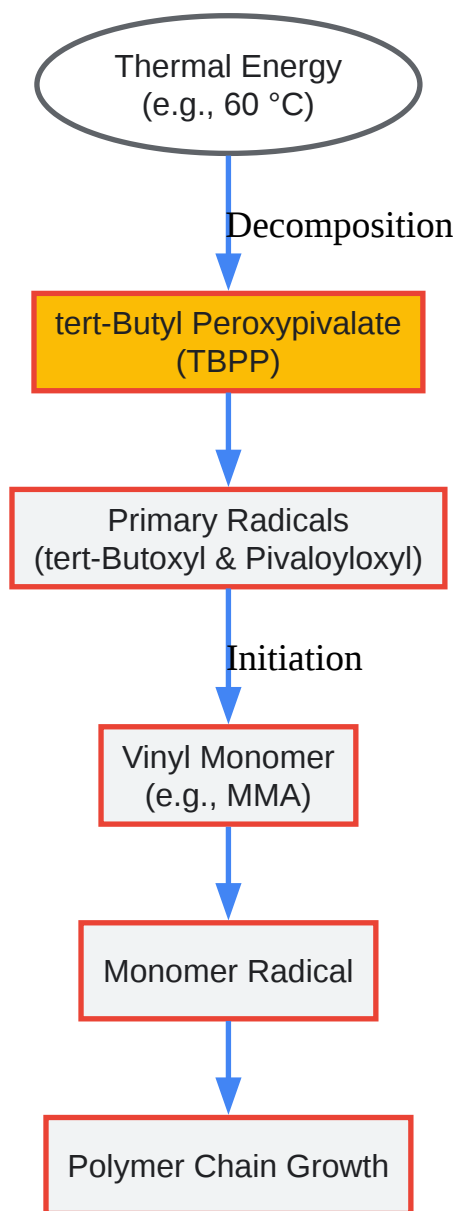 Thermal Energy
(e.g., 60 °C)
Decomposition
tert-Butyl Peroxypivalate
(TBPP)
Primary Radicals
(tert-Butoxyl & Pivaloyloxyl)
Initiation
Vinyl Monomer
(e.g., MMA)
Monomer Radical
Polymer Chain Growth